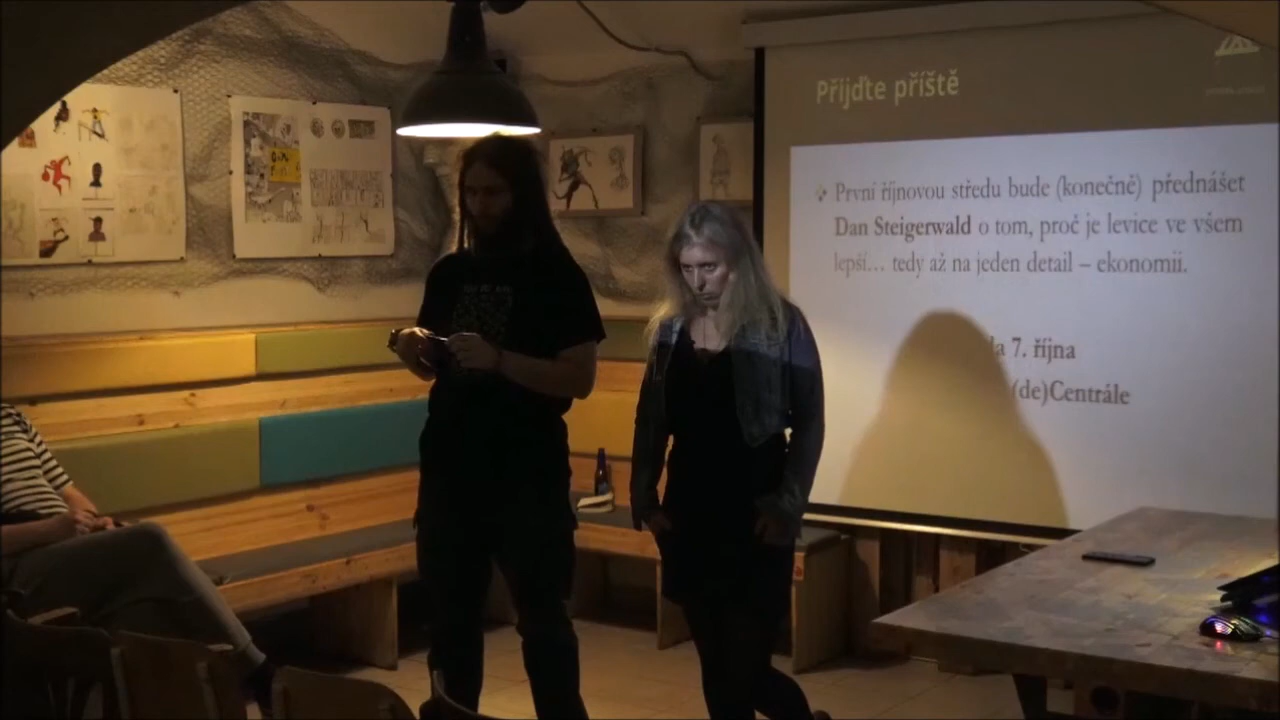 Přijďte příště
První říjnovou středu bude (konečně) přednášet
Dan Steigerwald o tom, proč je levice ve všem
lepší... tedy až na jeden detail – ekonomii.
a 7. října
(de)Centrále